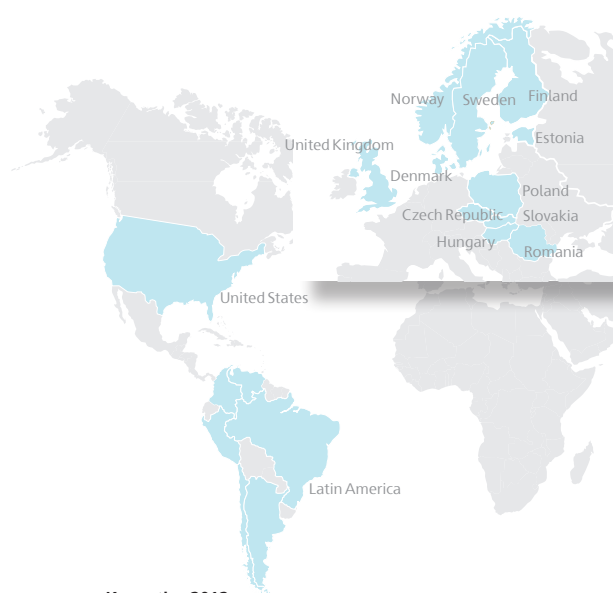 Norway
Sweden
Finland
United Kingdom
Estonia
Denmark
Poland
Czech Republic
Slovakia
Hungary
Romania
United States
Latin America